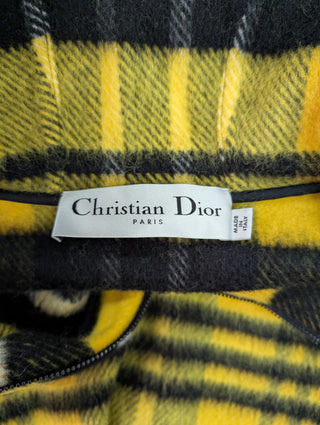 Christian Dior
PARIS
MADE
IN
ITALY